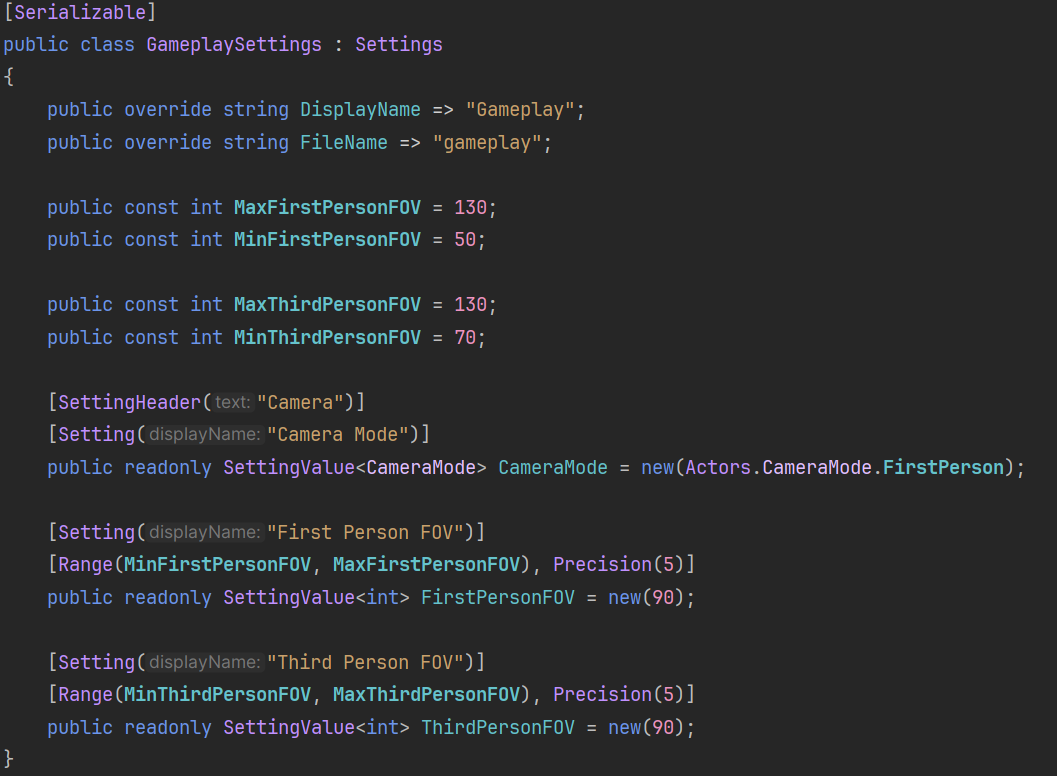 [Serializable]
public class GameplaySettings : Settings
{
    public override string DisplayName => "Gameplay";
    public override string FileName => "gameplay";

    public const int MaxFirstPersonFOV = 130;
    public const int MinFirstPersonFOV = 50;

    public const int MaxThirdPersonFOV = 130;
    public const int MinThirdPersonFOV = 70;

    [SettingHeader(text: "Camera")]
    [Setting(displayName: "Camera Mode")]
    public readonly SettingValue<CameraMode> CameraMode = new(Actors.CameraMode.FirstPerson);

    [Setting(displayName: "First Person FOV")]
    [Range(MinFirstPersonFOV, MaxFirstPersonFOV), Precision(5)]
    public readonly SettingValue<int> FirstPersonFOV = new(90);

    [Setting(displayName: "Third Person FOV")]
    [Range(MinThirdPersonFOV, MaxThirdPersonFOV), Precision(5)]
    public readonly SettingValue<int> ThirdPersonFOV = new(90);
}